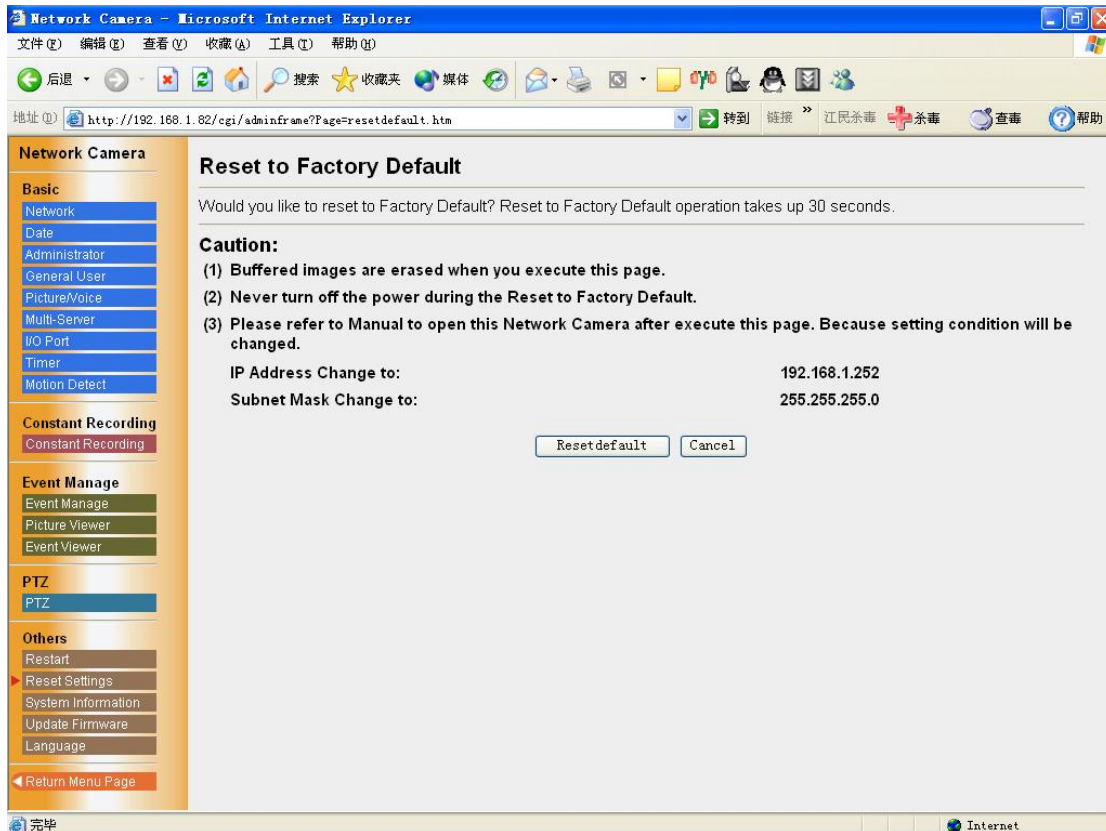 Network Camera - Microsoft Internet Explorer
文件(F) 编辑(E) 查看(V) 收藏(A) 工具(T) 帮助(H)
后退 搜索 收藏夹 媒体
地址(D) http://192.168.1.82/cgi/adminframe?Page=resetdefault.htm 转到 链接 » 江民杀毒 杀毒 查毒 帮助
Network Camera
Basic
Network
Date
Administrator
General User
Picture/Voice
Multi-Server
I/O Port
Timer
Motion Detect
Constant Recording
Constant Recording
Event Manage
Event Manage
Picture Viewer
Event Viewer
PTZ
PTZ
Others
Restart
Reset Settings
System Information
Update Firmware
Language
Return Menu Page
Reset to Factory Default
Would you like to reset to Factory Default? Reset to Factory Default operation takes up 30 seconds.
Caution:
(1) Buffered images are erased when you execute this page.
(2) Never turn off the power during the Reset to Factory Default.
(3) Please refer to Manual to open this Network Camera after execute this page. Because setting condition will be
changed.
IP Address Change to: 192.168.1.252
Subnet Mask Change to: 255.255.255.0
Resetdefault Cancel
完毕 Internet